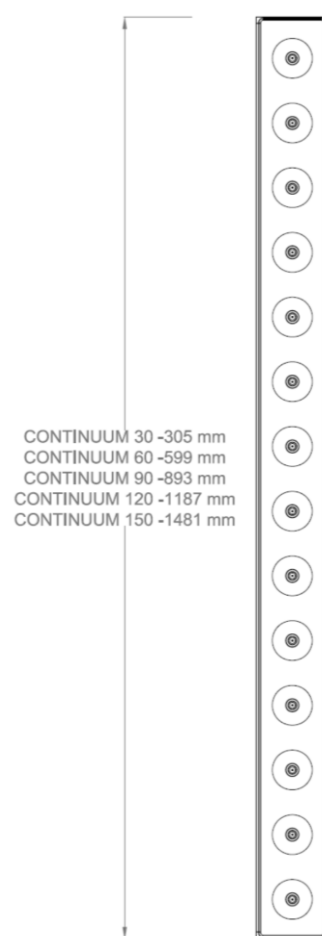 CONTINUUM 30 -305 mm
CONTINUUM 60 -599 mm
CONTINUUM 90 -893 mm
CONTINUUM 120 -1187 mm
CONTINUUM 150 -1481 mm